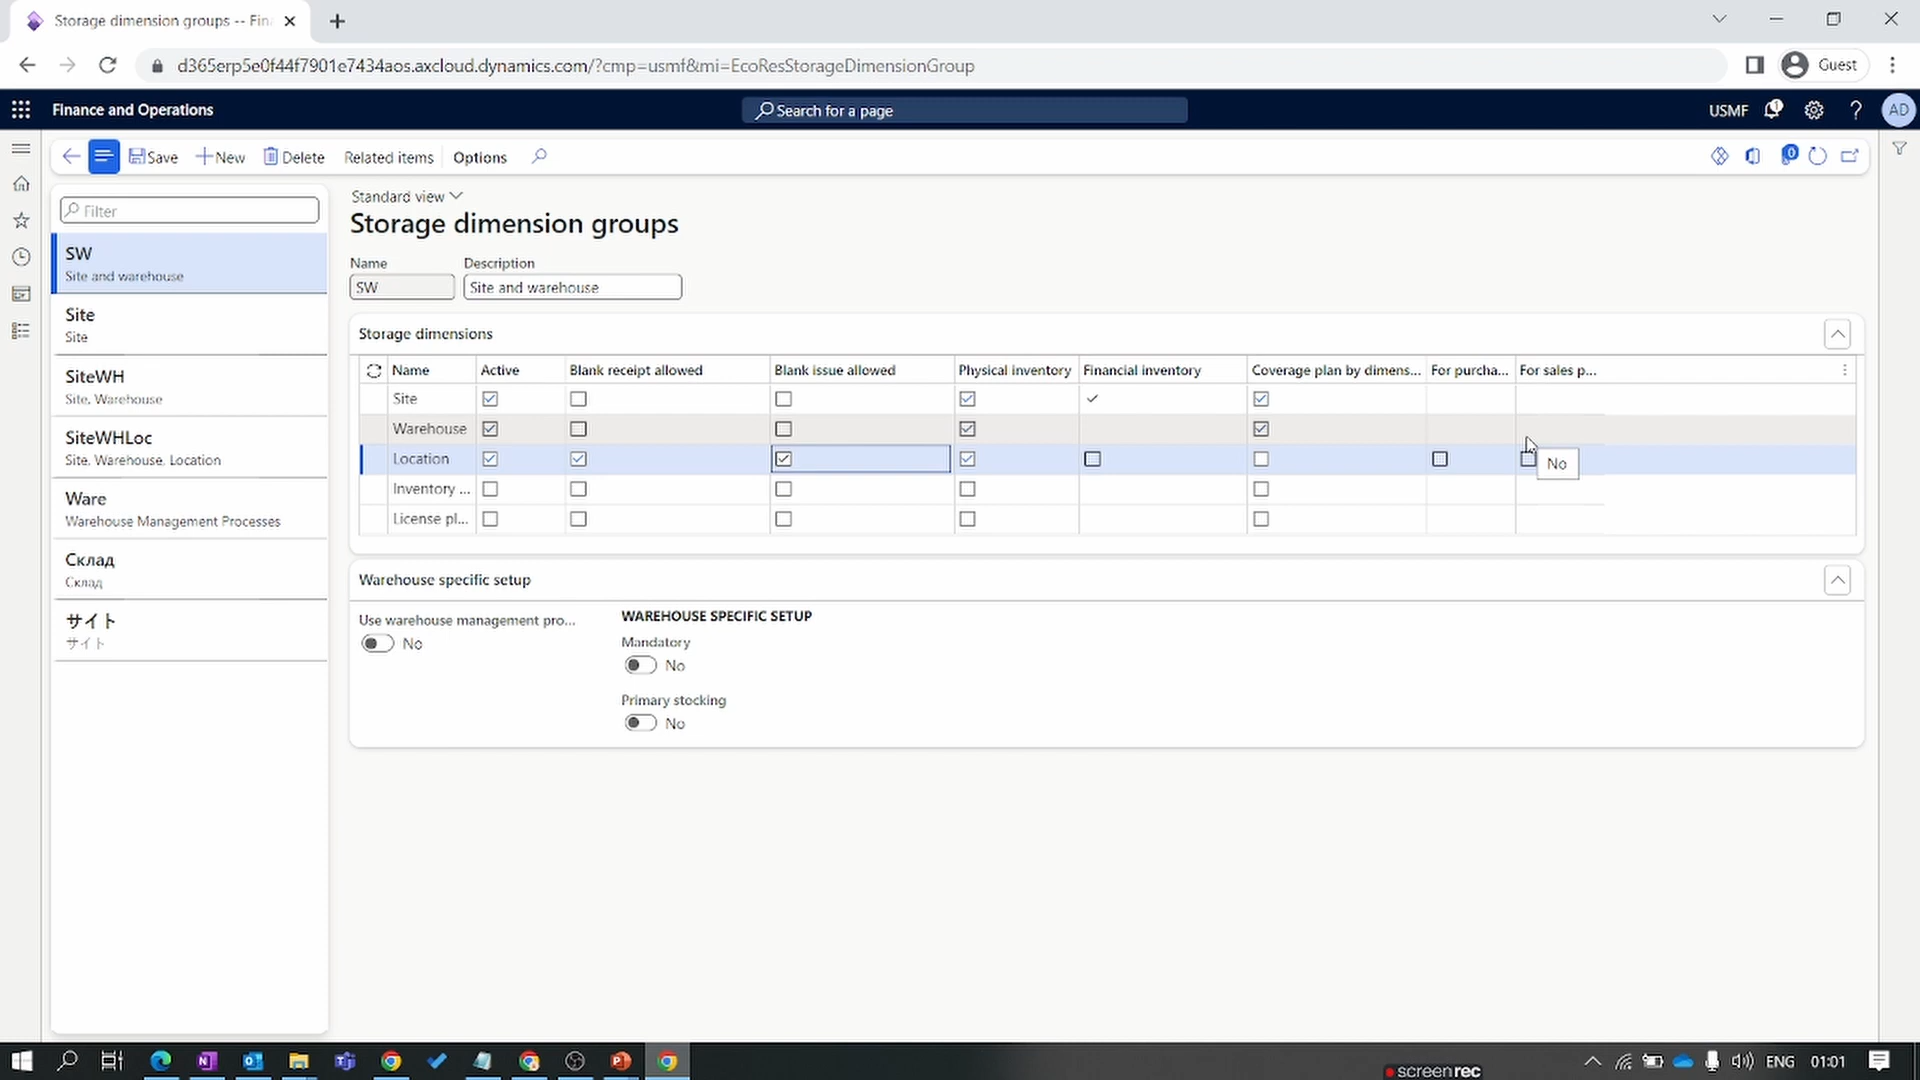 Storage dimension groups -- Fin
d365erp5e0f44f7901e7434aos.axcloud.dynamics.com/?cmp=usmf&mi=EcoResStorageDimensionGroup
Guest
Finance and Operations
Search for a page
USMF
1
?
AD
Save
New
Delete
Related items
Options
0
Filter
SW
Site and warehouse
Site
Site
SiteWH
Site, Warehouse
SiteWHLoc
Site, Warehouse, Location
Ware
Warehouse Management Processes
Склад
Склад
サイト
サイト
Standard view
Storage dimension groups
Name
Description
SW
Site and warehouse
Storage dimensions
Name Active Blank receipt allowed Blank issue allowed Physical inventory Financial inventory Coverage plan by dimens... For purcha... For sales p...
Site
Warehouse
Location
No
Inventory ...
License pl...
Warehouse specific setup
Use warehouse management pro...
No
WAREHOUSE SPECIFIC SETUP
Mandatory
No
Primary stocking
No
screenrec
ENG
01:01